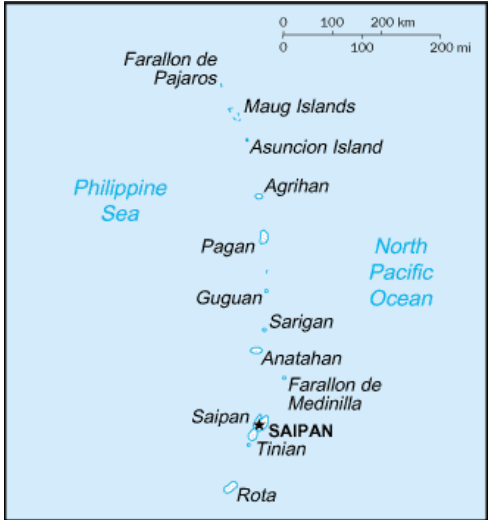 0 100 200 km
0 100 200 mi
Farallon de
Pajaros
Maug Islands
Asuncion Island
Agrihan
Philippine
Sea
Pagan
North
Pacific
Ocean
Guguan
Sarigan
Anatahan
Farallon de
Medinilla
Saipan
SAIPAN
Tinian
Rota